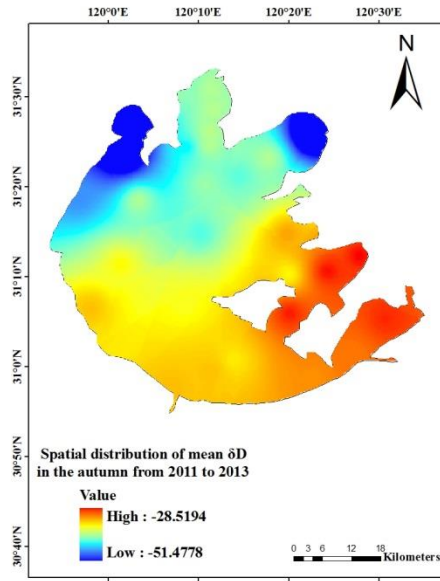 120°0'E 120°10'E 120°20'E 120°30'E
N
31°30'N
31°20'N
31°10'N
31°0'N
30°50'N
30°40'N
Spatial distribution of mean δD
in the autumn from 2011 to 2013
Value
High : -28.5194
Low : -51.4778
0 3 6 12 18
Kilometers